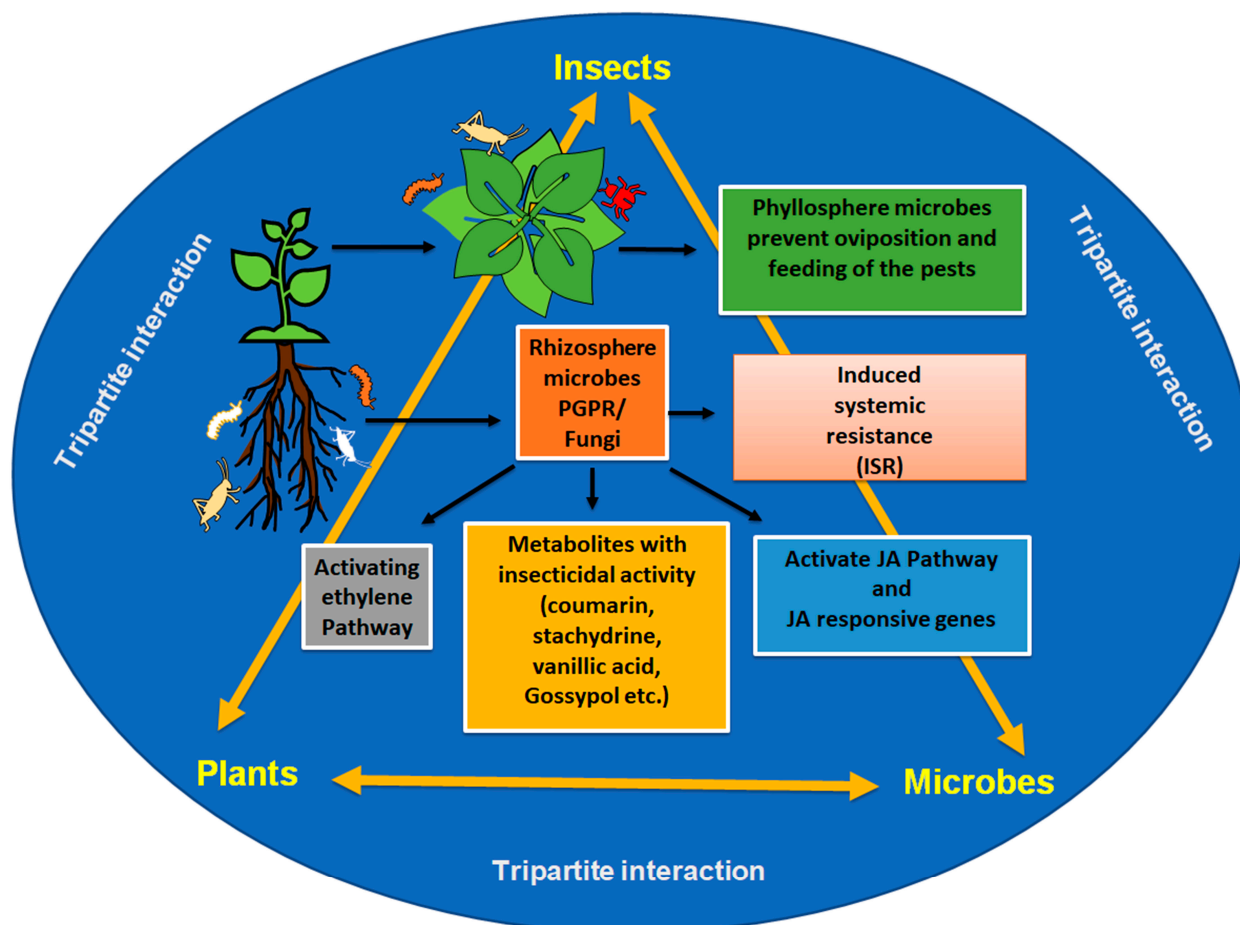 Insects
Tripartite interaction
Tripartite interaction
Phyllosphere microbes
prevent oviposition and
feeding of the pests
Rhizosphere
microbes
PGPR/
Fungi
Induced
systemic
resistance
(ISR)
Activating
ethylene
Pathway
Metabolites with
insecticidal activity
(coumarin,
stachydrine,
vanillic acid,
Gossypol etc.)
Activate JA Pathway
and
JA responsive genes
Plants
Microbes
Tripartite interaction